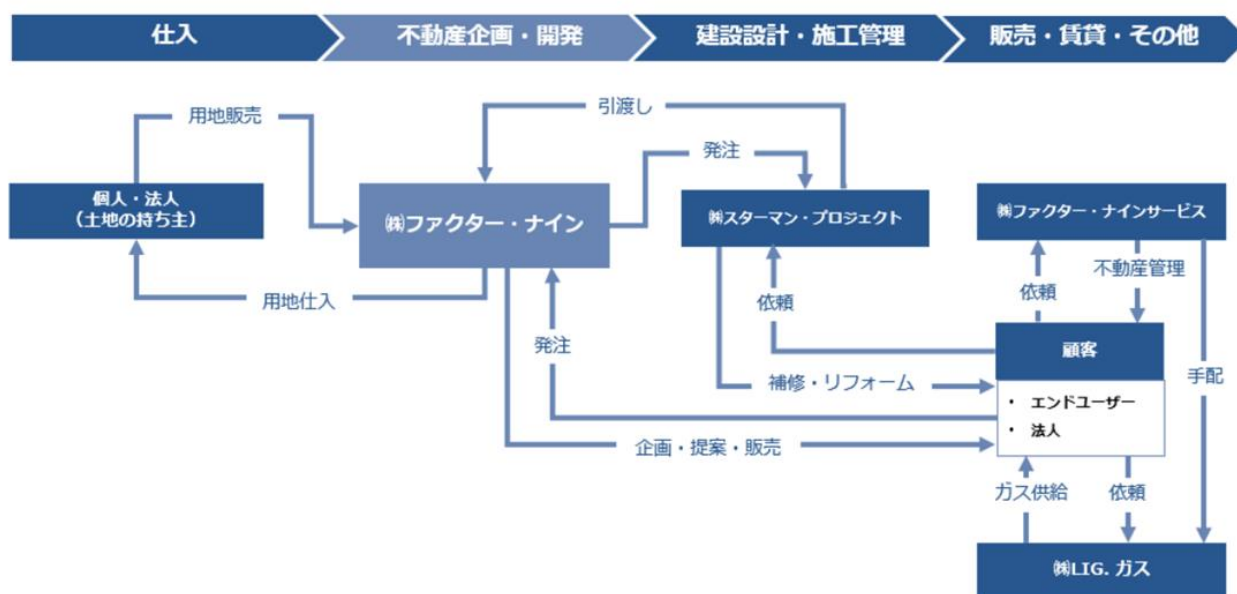 仕入
不動産企画・開発
建設設計・施工管理
販売・賃貸・その他
引渡し
用地販売
発注
個人・法人
（土地の持ち主）
㈱ファクター・ナイン
㈱スターマン・プロジェクト
㈱ファクター・ナインサービス
不動産管理
依頼
用地仕入
依頼
発注
顧客
手配
補修・リフォーム
・ エンドユーザー
・ 法人
企画・提案・販売
ガス供給
依頼
㈱LIG. ガス